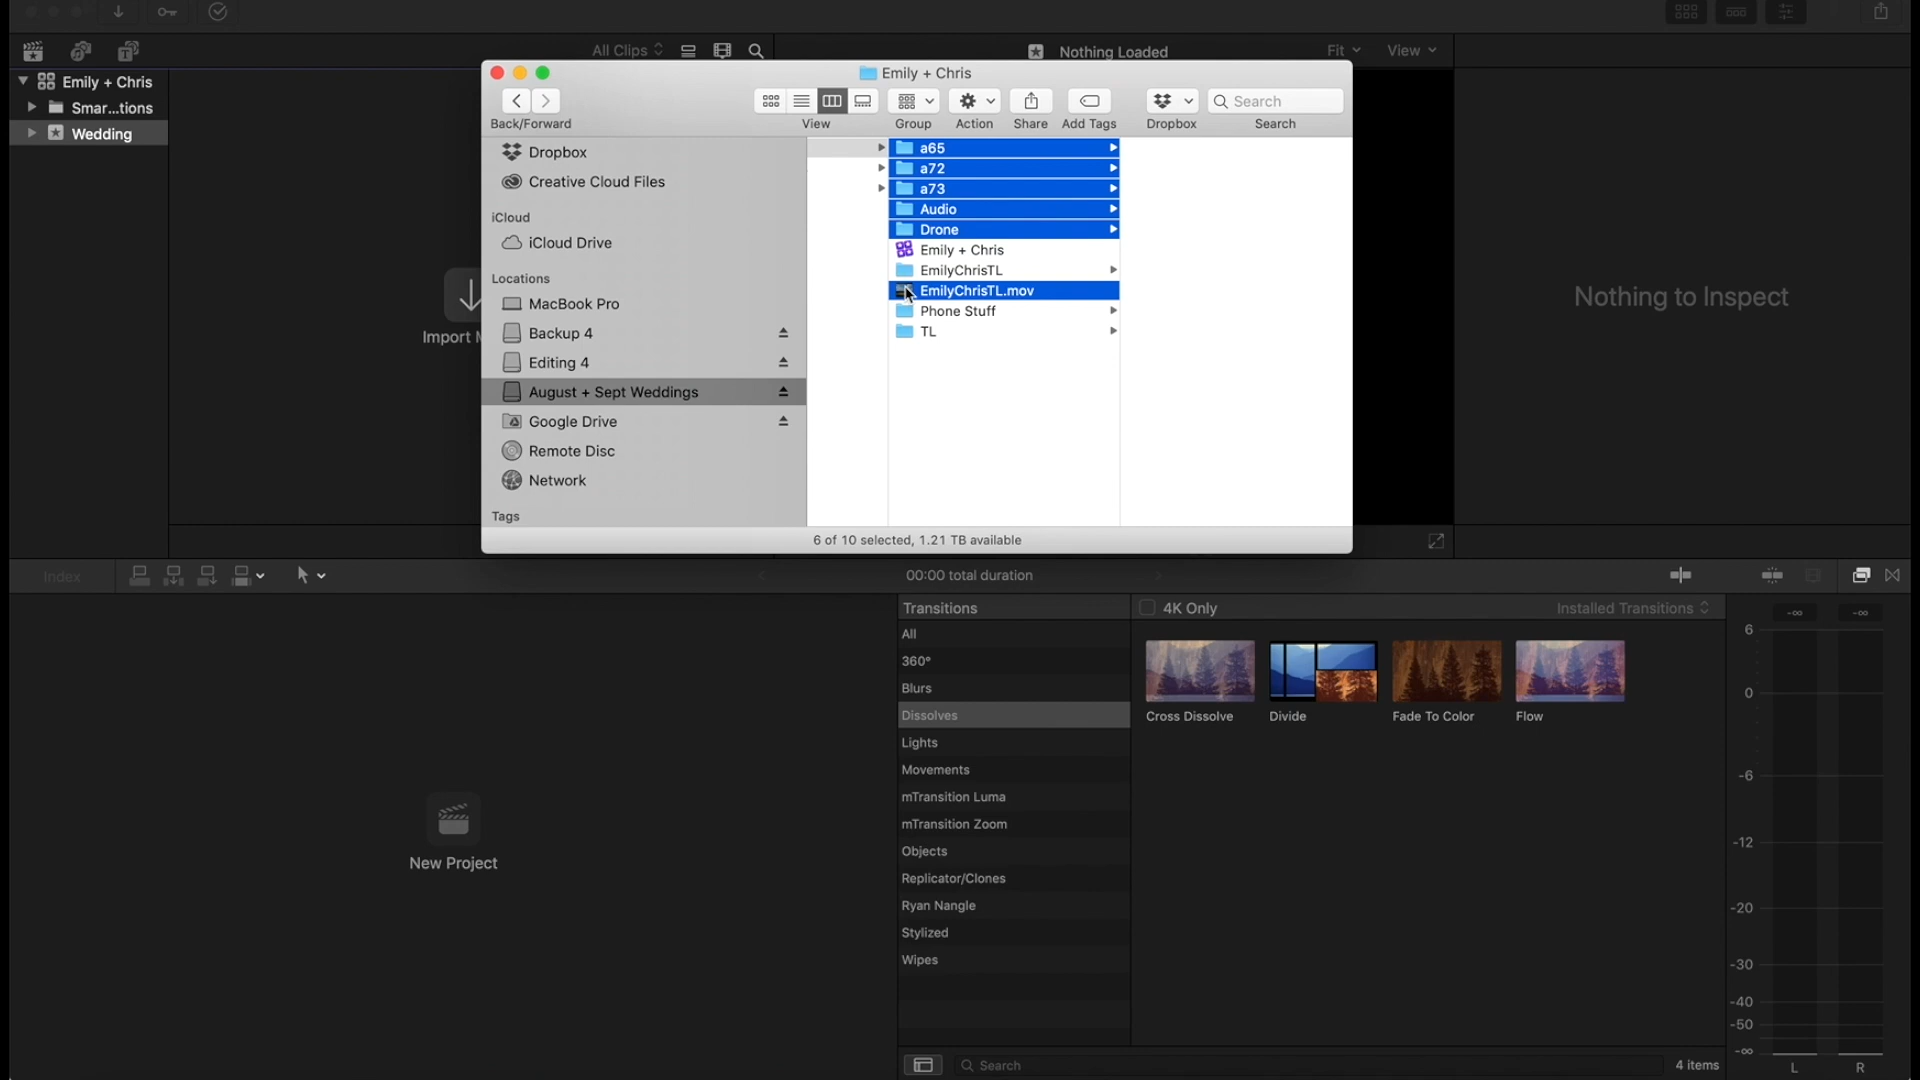 All Clips
Nothing Loaded
Fit
View
Emily + Chris
Smar...tions
Wedding
Import
Emily + Chris
Back/Forward
View
Group
Action
Share
Add Tags
Dropbox
Search
Search
Dropbox
Creative Cloud Files
iCloud
iCloud Drive
Locations
MacBook Pro
Backup 4
Editing 4
August + Sept Weddings
Google Drive
Remote Disc
Network
Tags
a65
a72
a73
Audio
Drone
Emily + Chris
EmilyChrisTL
EmilyChrisTL.mov
Phone Stuff
TL
6 of 10 selected, 1.21 TB available
Nothing to Inspect
Index
00:00 total duration
Transitions
4K Only
Installed Transitions
All
360°
Blurs
Dissolves
Lights
Movements
mTransition Luma
mTransition Zoom
Objects
Replicator/Clones
Ryan Nangle
Stylized
Wipes
Cross Dissolve
Divide
Fade To Color
Flow
New Project
Search
4 items
-∞ -∞
6
0
-6
-12
-20
-30
-40
-50
-∞
L R